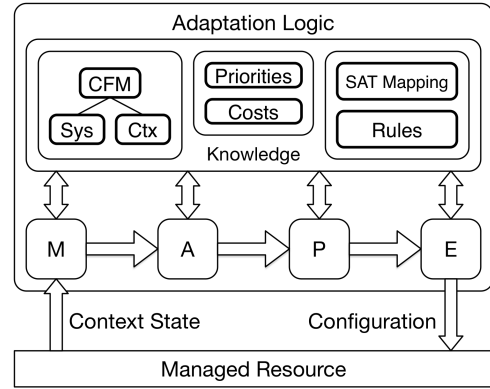 Adaptation Logic
CFM
Sys
Ctx
Priorities
Costs
SAT Mapping
Rules
Knowledge
M
A
P
E
Context State
Configuration
Managed Resource